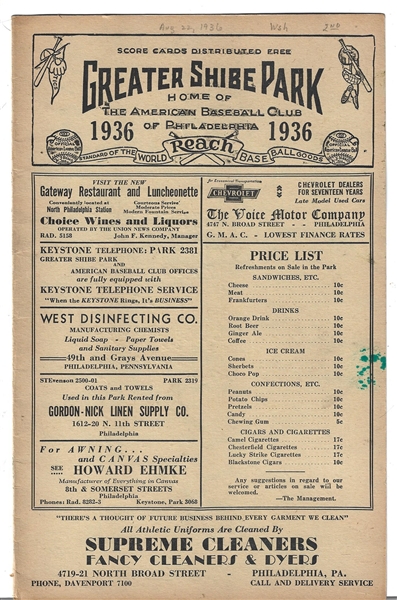 Aug 22, 1936 Wsh 2nd
SCORE CARDS DISTRIBUTED FREE
GREATER SHIBE PARK
HOME OF
THE AMERICAN BASEBALL CLUB
OF PHILADELPHIA
1936 1936
STANDARD OF THE WORLD Reach BASE BALL GOODS
VISIT THE NEW
Gateway Restaurant and Luncheonette
Conveniently located at
North Philadelphia Station
Courteous Service
Moderate Prices
Modern Fountain Service
Choice Wines and Liquors
OPERATED BY THE UNION NEWS COMPANY
RAD. 5158 John F. Kennedy, Manager
KEYSTONE TELEPHONE: PARK 2381
GREATER SHIBE PARK
AND
AMERICAN BASEBALL CLUB OFFICES
are fully equipped with
KEYSTONE TELEPHONE SERVICE
"When the KEYSTONE Rings, It's BUSINESS"
WEST DISINFECTING CO.
MANUFACTURING CHEMISTS
Liquid Soap - Paper Towels
and Sanitary Supplies
49th and Grays Avenue
PHILADELPHIA, PENNSYLVANIA
STEvenson 2500-01 PARK 2319
COATS and TOWELS
Used in this Park Rented from
GORDON-NICK LINEN SUPPLY CO.
1612-20 N. 11th STREET
Philadelphia
For AWNING...
and CANVAS Specialties
SEE HOWARD EHMKE
Manufacturer of Everything in Canvas
8th & SOMERSET STREETS
Philadelphia
Phones: Rad. 8282-3 Keystone, Park 3068
For Economical Transportation
CHEVROLET
CHEVROLET DEALERS
FOR SEVENTEEN YEARS
Late Model Used Cars
The Voice Motor Company
4747 N. BROAD STREET - - PHILADELPHIA
G. M. A. C. - LOWEST FINANCE RATES
PRICE LIST
Refreshments on Sale in the Park
SANDWICHES, ETC.
Cheese 10c
Meat 10c
Frankfurters 10c
DRINKS
Orange Drink 10c
Root Beer 10c
Ginger Ale 10c
Coffee 10c
ICE CREAM
Cones 10c
Sherbets 10c
Choco Pop 10c
CONFECTIONS, ETC.
Peanuts 10c
Potato Chips 10c
Pretzels 10c
Candy 10c
Chewing Gum 5c
CIGARS AND CIGARETTES
Camel Cigarettes 17c
Chesterfield Cigarettes 17c
Lucky Strike Cigarettes 17c
Blackstone Cigars 10c
Any suggestions in regard to our
service or articles on sale will be
welcomed.
—The Management.
"THERE'S A THOUGHT OF FUTURE BUSINESS BEHIND EVERY GARMENT WE CLEAN"
All Athletic Uniforms Are Cleaned By
SUPREME CLEANERS
FANCY CLEANERS & DYERS
4719-21 NORTH BROAD STREET - PHILADELPHIA, PA.
PHONE, DAVENPORT 7100 CALL AND DELIVERY SERVICE